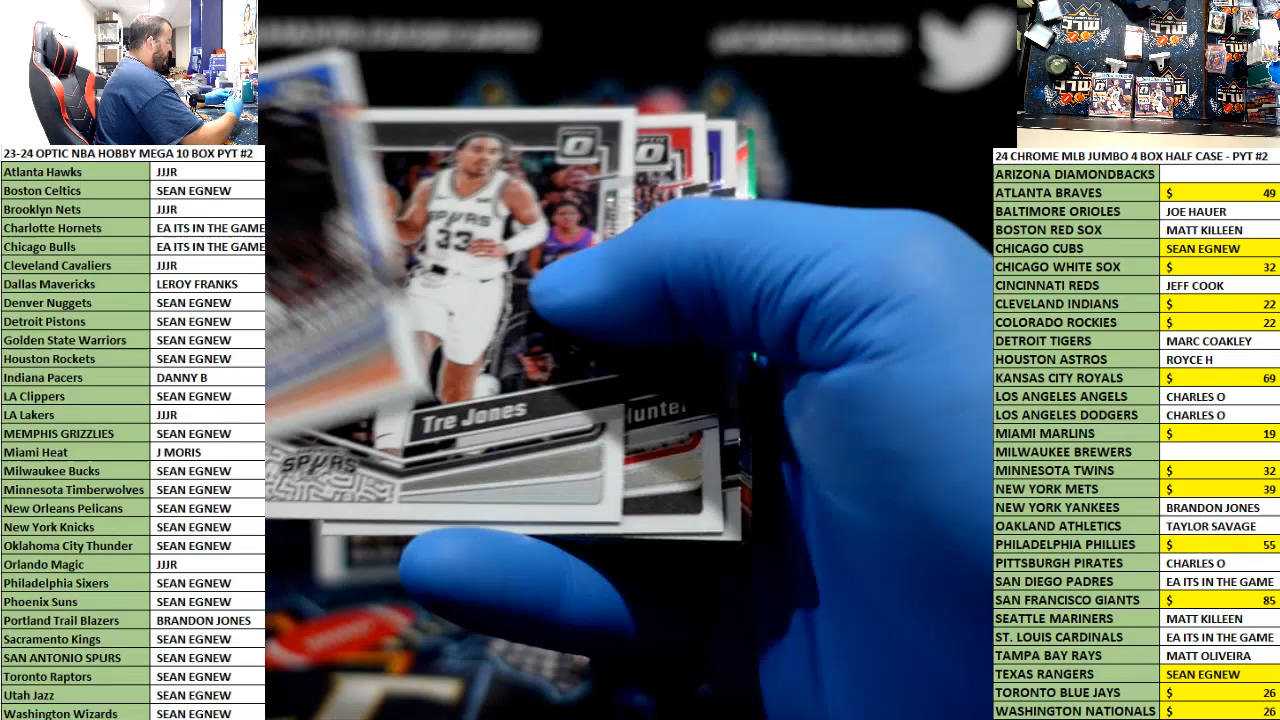 23-24 OPTIC NBA HOBBY MEGA 10 BOX PYT #2
Atlanta Hawks JJJR
Boston Celtics SEAN EGNEW
Brooklyn Nets JJJR
Charlotte Hornets EA ITS IN THE GAME
Chicago Bulls EA ITS IN THE GAME
Cleveland Cavaliers JJJR
Dallas Mavericks LEROY FRANKS
Denver Nuggets SEAN EGNEW
Detroit Pistons SEAN EGNEW
Golden State Warriors SEAN EGNEW
Houston Rockets SEAN EGNEW
Indiana Pacers DANNY B
LA Clippers SEAN EGNEW
LA Lakers JJJR
MEMPHIS GRIZZLIES SEAN EGNEW
Miami Heat J MORIS
Milwaukee Bucks SEAN EGNEW
Minnesota Timberwolves SEAN EGNEW
New Orleans Pelicans SEAN EGNEW
New York Knicks SEAN EGNEW
Oklahoma City Thunder SEAN EGNEW
Orlando Magic JJJR
Philadelphia Sixers SEAN EGNEW
Phoenix Suns SEAN EGNEW
Portland Trail Blazers BRANDON JONES
Sacramento Kings SEAN EGNEW
SAN ANTONIO SPURS SEAN EGNEW
Toronto Raptors SEAN EGNEW
Utah Jazz SEAN EGNEW
Washington Wizards SEAN EGNEW
OPTIC
SPURS
33
Tre Jones
Hunter
SPURS
24 CHROME MLB JUMBO 4 BOX HALF CASE - PYT #2
ARIZONA DIAMONDBACKS
ATLANTA BRAVES $ 49
BALTIMORE ORIOLES JOE HAUER
BOSTON RED SOX MATT KILLEEN
CHICAGO CUBS SEAN EGNEW
CHICAGO WHITE SOX $ 32
CINCINNATI REDS JEFF COOK
CLEVELAND INDIANS $ 22
COLORADO ROCKIES $ 22
DETROIT TIGERS MARC COAKLEY
HOUSTON ASTROS ROYCE H
KANSAS CITY ROYALS $ 69
LOS ANGELES ANGELS CHARLES O
LOS ANGELES DODGERS CHARLES O
MIAMI MARLINS $ 19
MILWAUKEE BREWERS
MINNESOTA TWINS $ 32
NEW YORK METS $ 39
NEW YORK YANKEES BRANDON JONES
OAKLAND ATHLETICS TAYLOR SAVAGE
PHILADELPHIA PHILLIES $ 55
PITTSBURGH PIRATES CHARLES O
SAN DIEGO PADRES EA ITS IN THE GAME
SAN FRANCISCO GIANTS $ 85
SEATTLE MARINERS MATT KILLEEN
ST. LOUIS CARDINALS EA ITS IN THE GAME
TAMPA BAY RAYS MATT OLIVEIRA
TEXAS RANGERS SEAN EGNEW
TORONTO BLUE JAYS $ 26
WASHINGTON NATIONALS $ 26